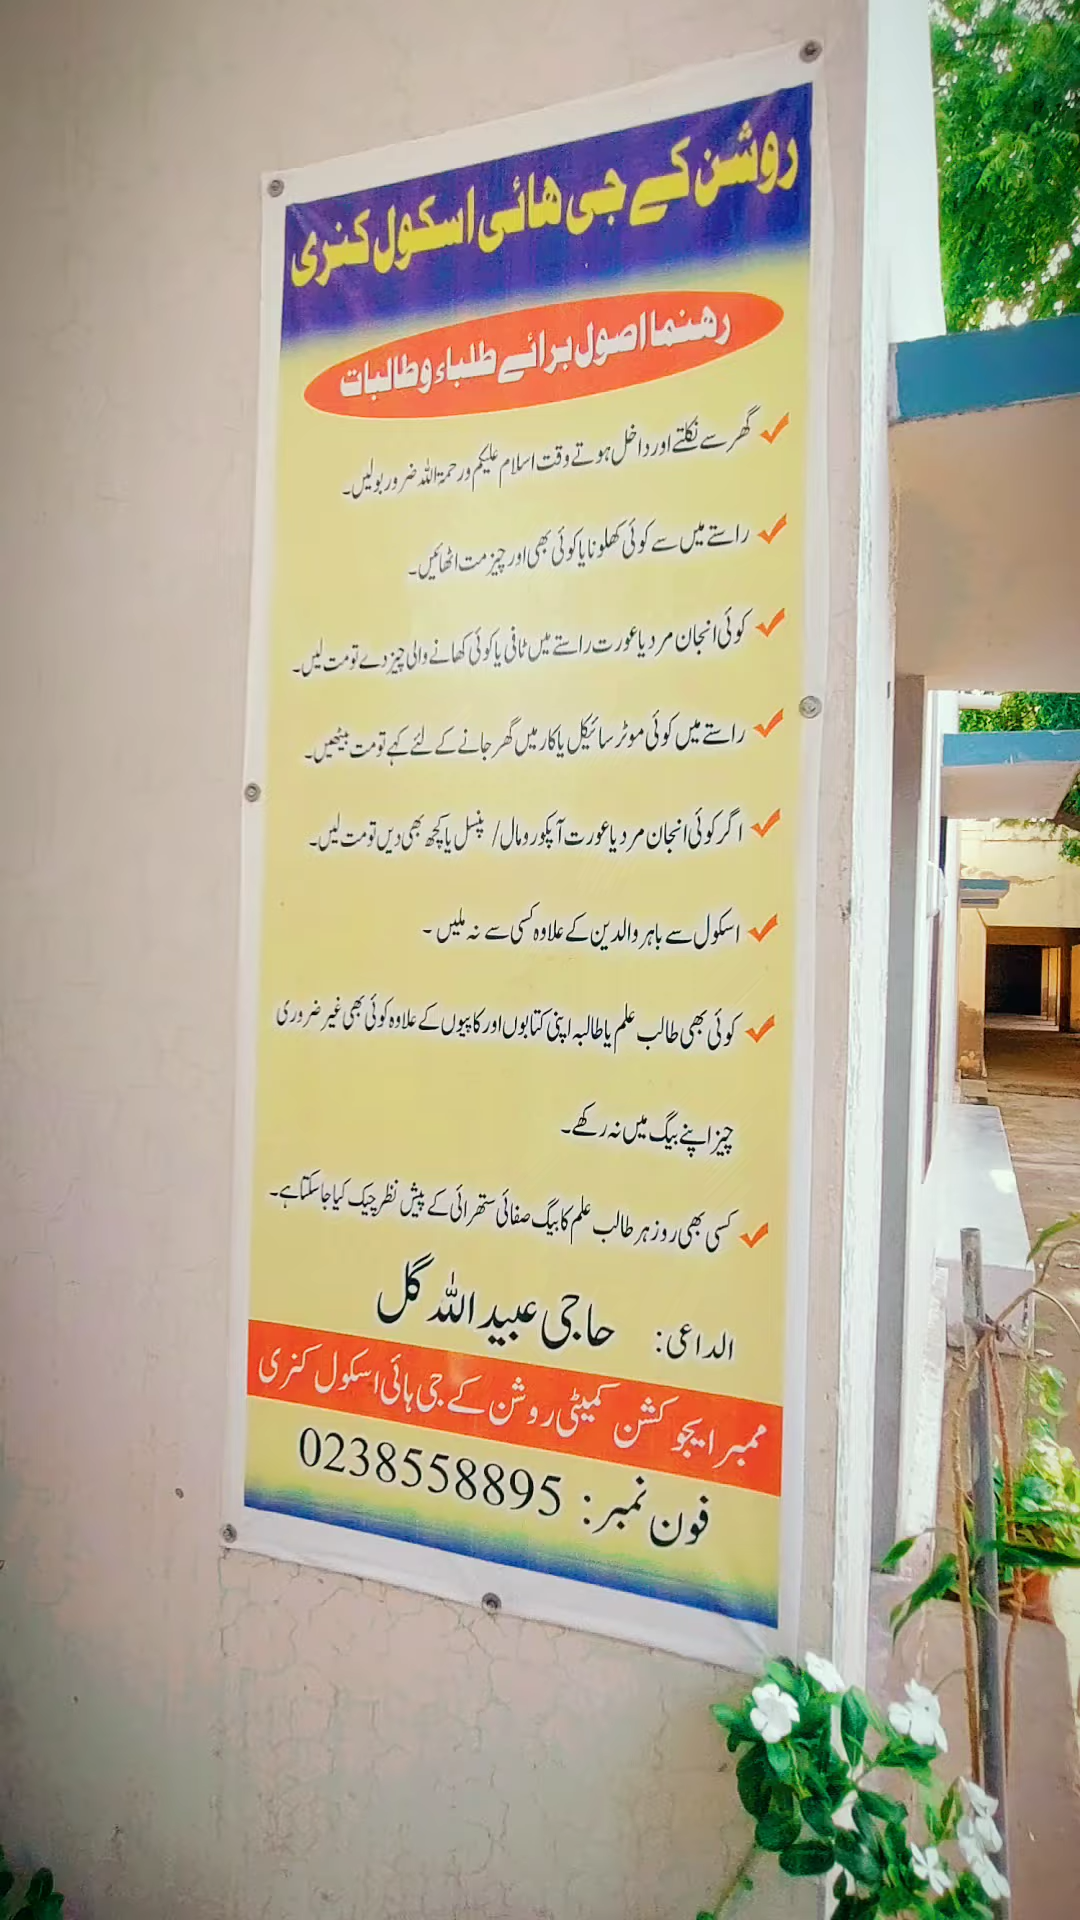 روشن کے جی ھائی اسکول کنری
رھنما اصول برائے طلباء و طالبات
گھر سے نکلتے اور داخل ہوتے وقت اسلام علیکم ورحمۃ اللہ ضرور بولیں۔
راستے میں سے کوئی کھلونا یا کوئی بھی اور چیز مت اٹھائیں۔
کوئی انجان مرد یا عورت راستے میں ٹافی یا کوئی کھانے والی چیز دے تو مت لیں۔
راستے میں کوئی موٹر سائیکل یا کار میں گھر جانے کے لئے کہے تو مت بیٹھیں۔
اگر کوئی انجان مرد یا عورت آپکو رومال/ پنسل یا کچھ بھی دیں تو مت لیں۔
اسکول سے باہر والدین کے علاوہ کسی سے نہ ملیں ۔
کوئی بھی طالب علم یا طالبہ اپنی کتابوں اور کاپیوں کے علاوہ کوئی بھی غیر ضروری
چیز اپنے بیگ میں نہ رکھے۔
کسی بھی روز ہر طالب علم کا بیگ صفائی ستھرائی کے پیش نظر چیک کیا جا سکتا ہے۔
الداعی: حاجی عبید اللہ گل
ممبر ایجوکشن کمیٹی روشن کے جی ہائی اسکول کنری
فون نمبر: 0238558895